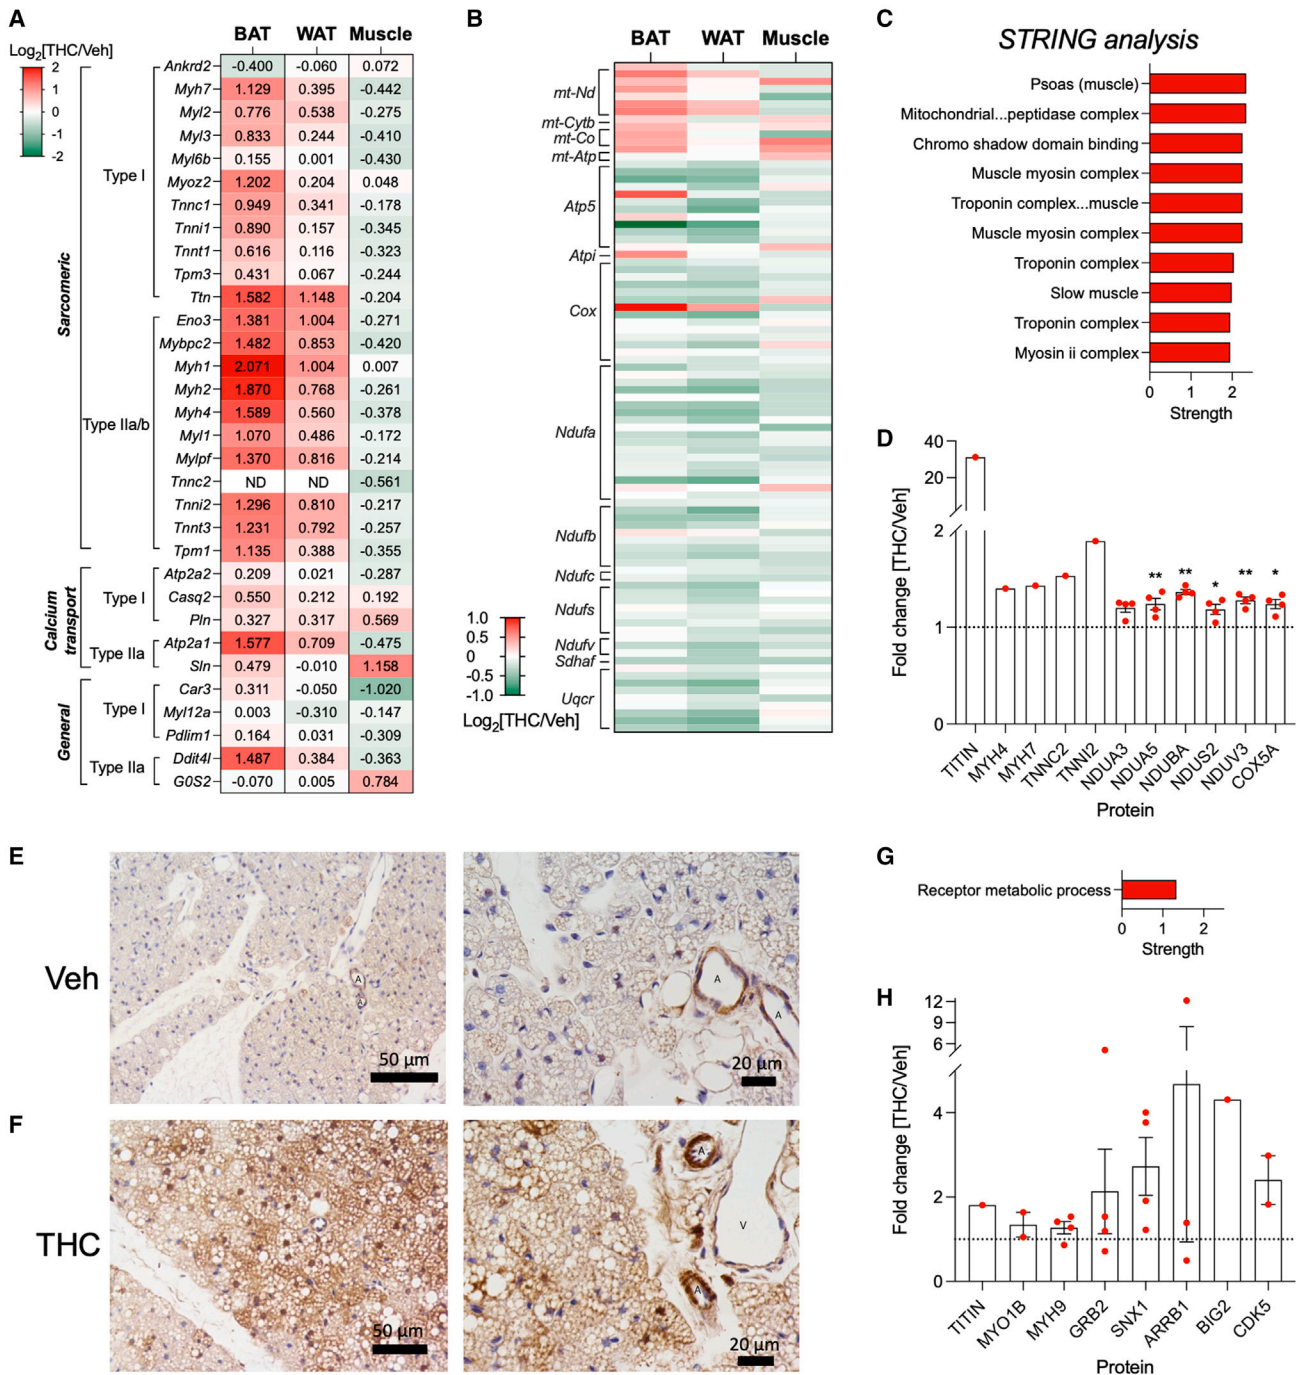 A
BAT WAT Muscle
Log2[THC/Veh]
2
1
0
-1
-2
Sarcomeric
Type I
Ankrd2 -0.400 -0.060 0.072
Myh7 1.129 0.395 -0.442
Myl2 0.776 0.538 -0.275
Myl3 0.833 0.244 -0.410
Myl6b 0.155 0.001 -0.430
Myoz2 1.202 0.204 0.048
Tnnc1 0.949 0.341 -0.178
Tnni1 0.890 0.157 -0.345
Tnnt1 0.616 0.116 -0.323
Tpm3 0.431 0.067 -0.244
Ttn 1.582 1.148 -0.204
Type IIa/b
Eno3 1.381 1.004 -0.271
Mybpc2 1.482 0.853 -0.420
Myh1 2.071 1.004 0.007
Myh2 1.870 0.768 -0.261
Myh4 1.589 0.560 -0.378
Myl1 1.070 0.486 -0.172
Mylpf 1.370 0.816 -0.214
Tnnc2 ND ND -0.561
Tnni2 1.296 0.810 -0.217
Tnnt3 1.231 0.792 -0.257
Tpm1 1.135 0.388 -0.355
Calcium
transport
Type I
Atp2a2 0.209 0.021 -0.287
Casq2 0.550 0.212 0.192
Pln 0.327 0.317 0.569
Type IIa
Atp2a1 1.577 0.709 -0.475
Sln 0.479 -0.010 1.158
General
Type I
Car3 0.311 -0.050 -1.020
Myl12a 0.003 -0.310 -0.147
Pdlim1 0.164 0.031 -0.309
Type IIa
Ddit4l 1.487 0.384 -0.363
G0S2 -0.070 0.005 0.784
B
BAT WAT Muscle
mt-Nd
mt-Cytb
mt-Co
mt-Atp
Atp5
Atpi
Cox
Ndufa
Ndufb
Ndufc
Ndufs
Ndufv
Sdhaf
Uqcr
1.0
0.5
0
-0.5
-1.0
Log2[THC/Veh]
C
STRING analysis
Psoas (muscle)
Mitochondrial...peptidase complex
Chromo shadow domain binding
Muscle myosin complex
Troponin complex...muscle
Muscle myosin complex
Troponin complex
Slow muscle
Troponin complex
Myosin ii complex
0 1 2
Strength
D
Fold change [THC/Veh]
40
20
2
1
0
** ** * ** *
TITIN MYH4 MYH7 TNNC2 TNNI2 NDUA3 NDUA5 NDUBA NDUS2 NDUIV3 COX5A
Protein
E
Veh
A
A
50 µm
A
A
20 µm
F
THC
50 µm
A
V
A
20 µm
G
Receptor metabolic process
0 1 2
Strength
H
Fold change [THC/Veh]
12
9
6
4
2
0
TITIN MYO1B MYH9 GRB2 SNX1 ARRB1 BIG2 CDK5
Protein